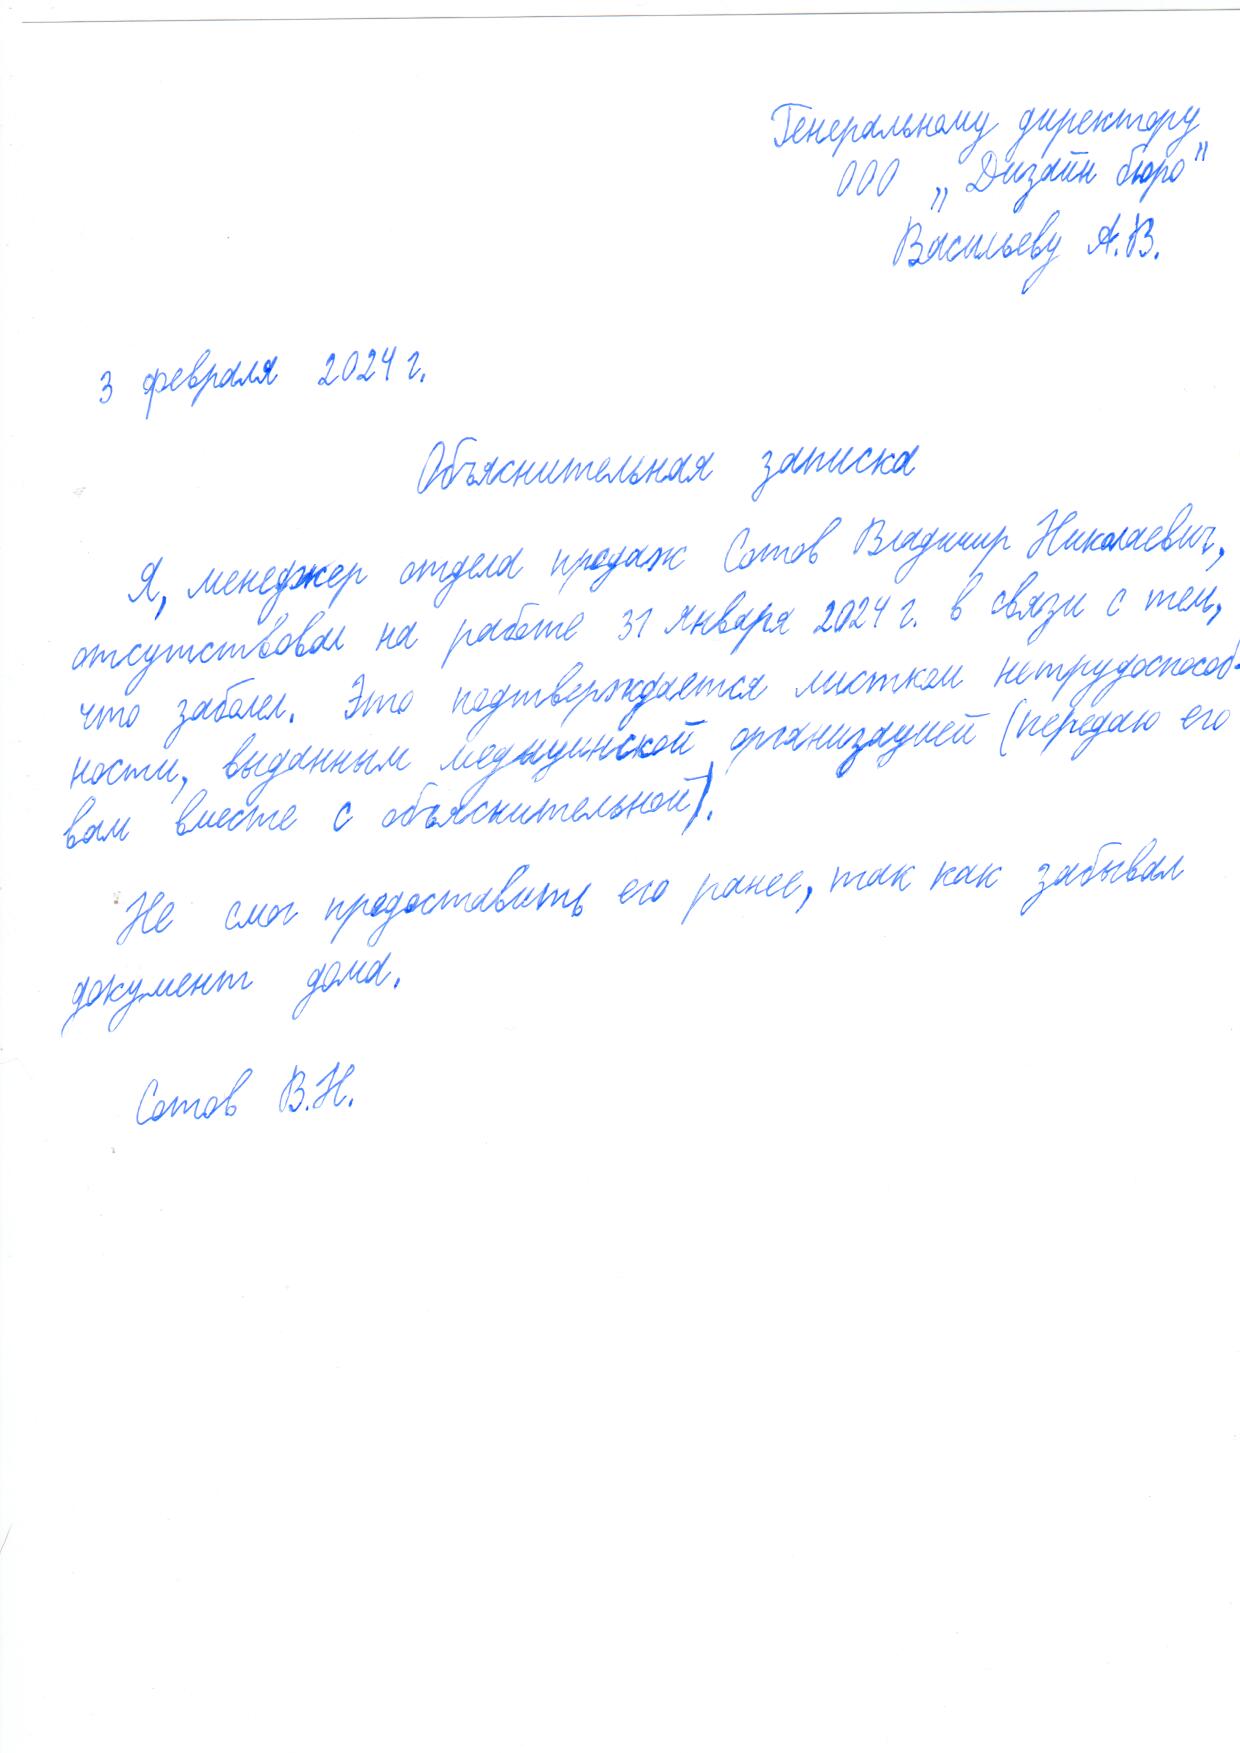 Генеральному директору
ООО „Дизайн бюро"
Васильеву А.В.
3 февраля 2024 г.
Объяснительная записка
Я, менеджер отдела продаж Сотов Владимир Николаевич,
отсутствовал на работе 31 января 2024 г. в связи с тем,
что заболел. Это подтверждается листком нетрудоспособ-
ности, выданным медицинской организацией (передаю его
вам вместе с объяснительной).
Не смог предоставить его ранее, так как забывал
документ дома.
Сотов В.Н.